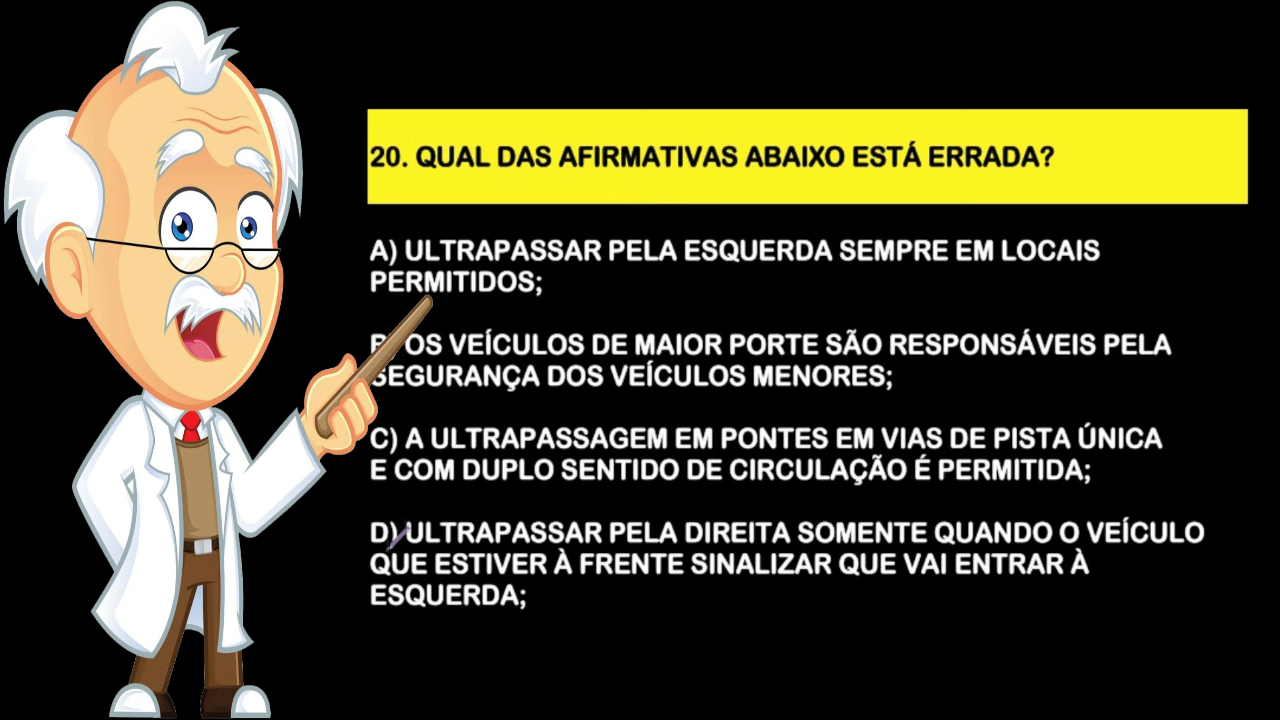 20. QUAL DAS AFIRMATIVAS ABAIXO ESTÁ ERRADA?
A) ULTRAPASSAR PELA ESQUERDA SEMPRE EM LOCAIS
PERMITIDOS;
B) OS VEÍCULOS DE MAIOR PORTE SÃO RESPONSÁVEIS PELA
SEGURANÇA DOS VEÍCULOS MENORES;
C) A ULTRAPASSAGEM EM PONTES EM VIAS DE PISTA ÚNICA
E COM DUPLO SENTIDO DE CIRCULAÇÃO É PERMITIDA;
D) ULTRAPASSAR PELA DIREITA SOMENTE QUANDO O VEÍCULO
QUE ESTIVER À FRENTE SINALIZAR QUE VAI ENTRAR À
ESQUERDA;